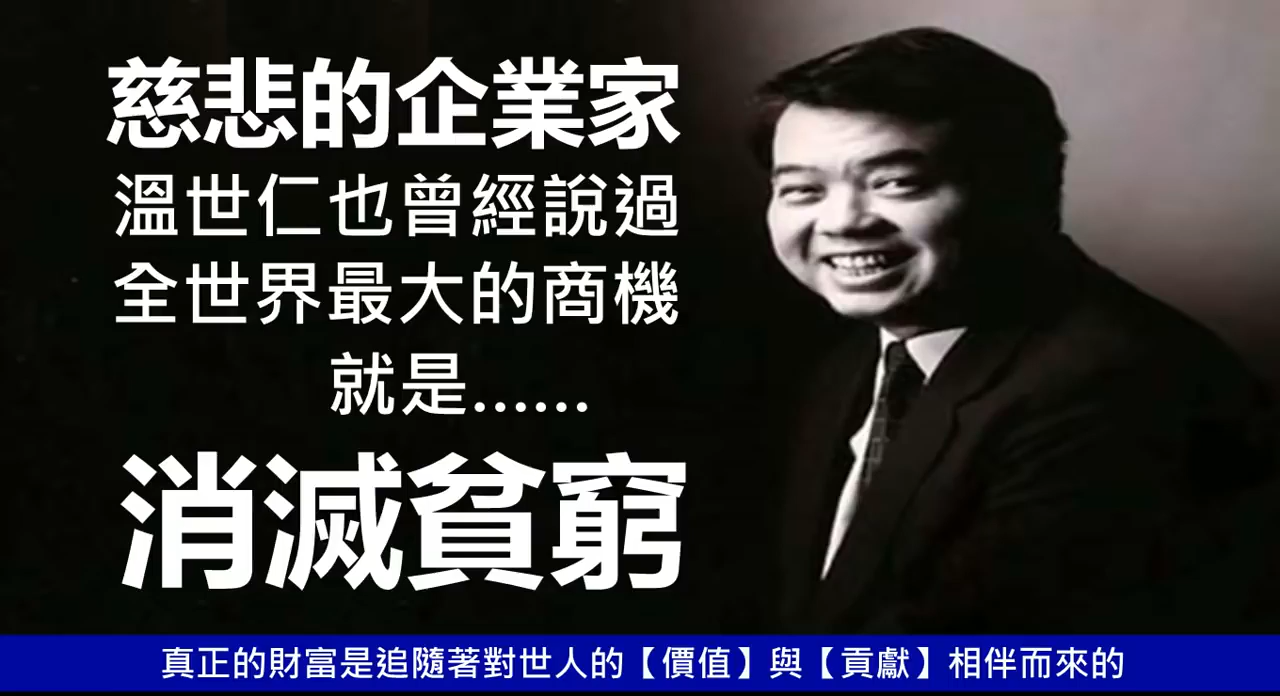 慈悲的企業家
溫世仁也曾經說過
全世界最大的商機
就是......
消滅貧窮
真正的財富是追隨著對世人的【價值】與【貢獻】相伴而來的